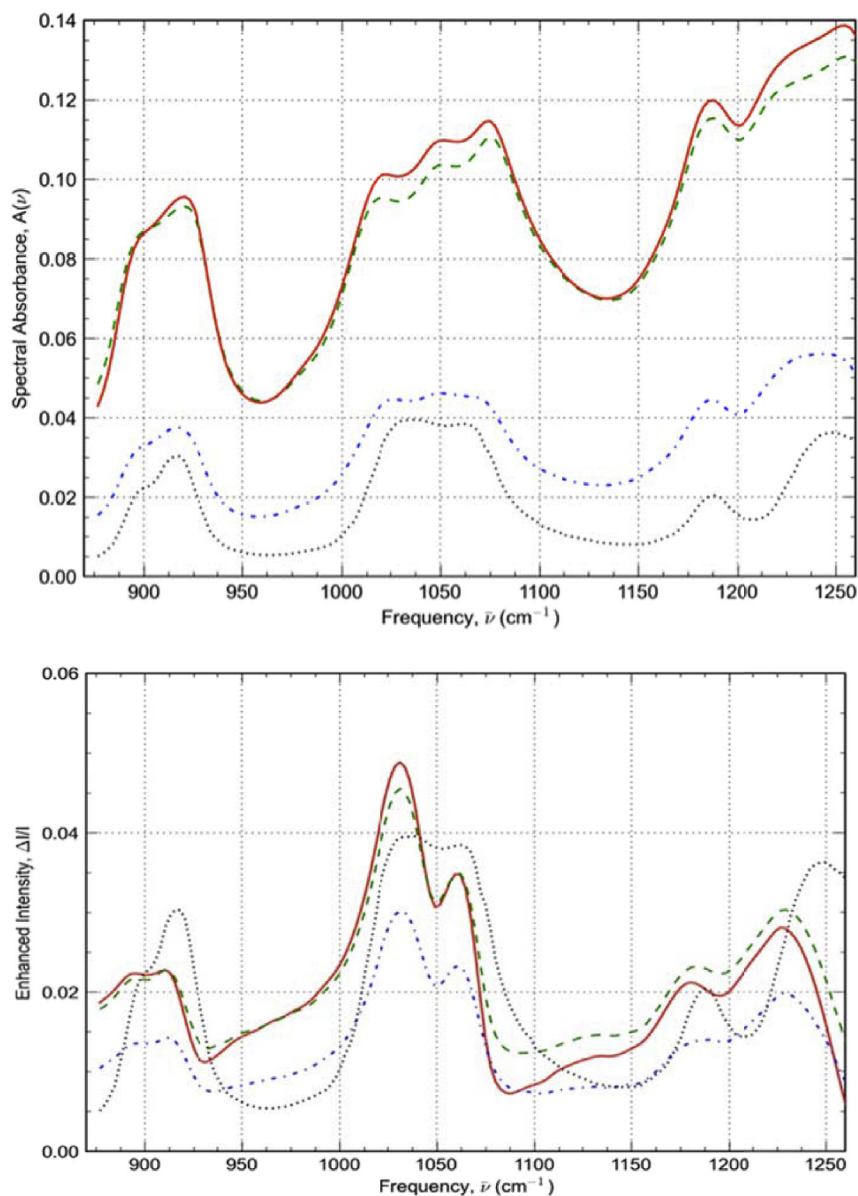 0.14
0.12
0.10
0.08
0.06
0.04
0.02
0.00
Spectral Absorbance, A(ν)
900 950 1000 1050 1100 1150 1200 1250
Frequency, ν̄ (cm⁻¹)
0.06
0.04
0.02
0.00
Enhanced Intensity, ΔI/I
900 950 1000 1050 1100 1150 1200 1250
Frequency, ν̄ (cm⁻¹)